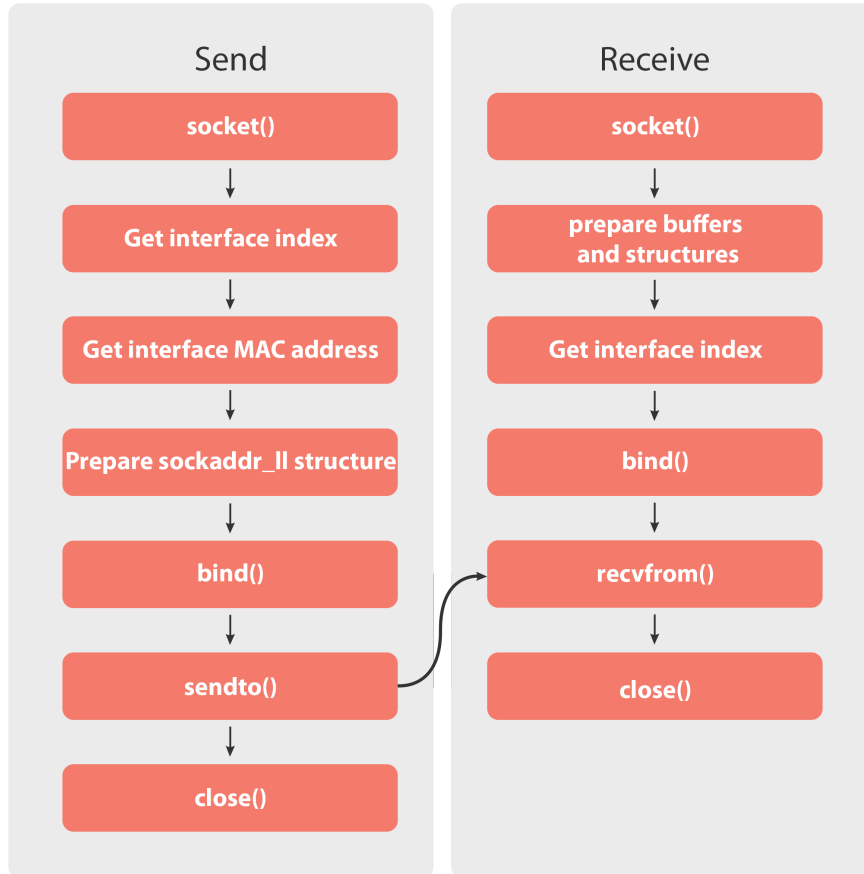 Send
socket()
Get interface index
Get interface MAC address
Prepare sockaddr_ll structure
bind()
sendto()
close()
Receive
socket()
prepare buffers
and structures
Get interface index
bind()
recvfrom()
close()